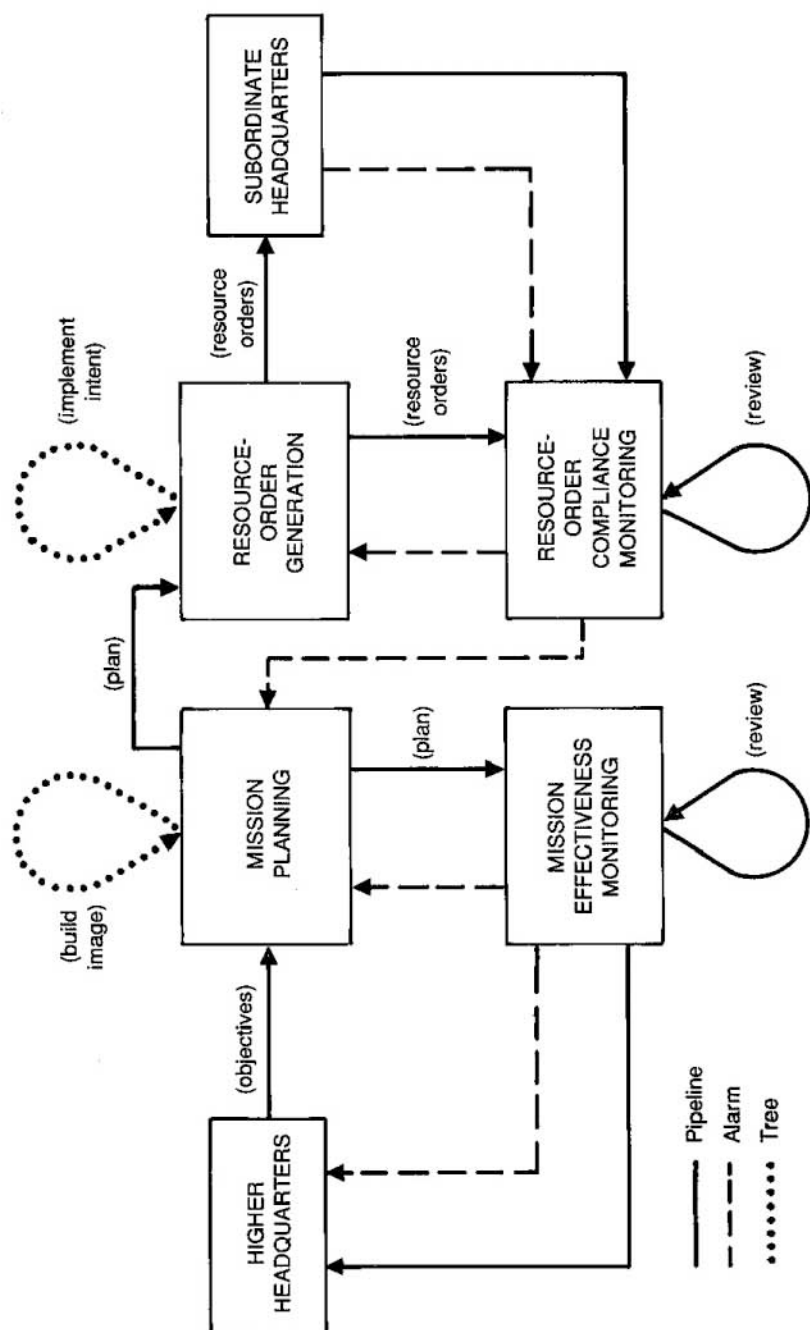 (build
image)
(implement
intent)
(plan)
HIGHER
HEADQUARTERS
(objectives)
MISSION
PLANNING
RESOURCE-
ORDER
GENERATION
(resource
orders)
SUBORDINATE
HEADQUARTERS
(plan)
(resource
orders)
MISSION
EFFECTIVENESS
MONITORING
RESOURCE-
ORDER
COMPLIANCE
MONITORING
(review)
(review)
Pipeline
Alarm
Tree